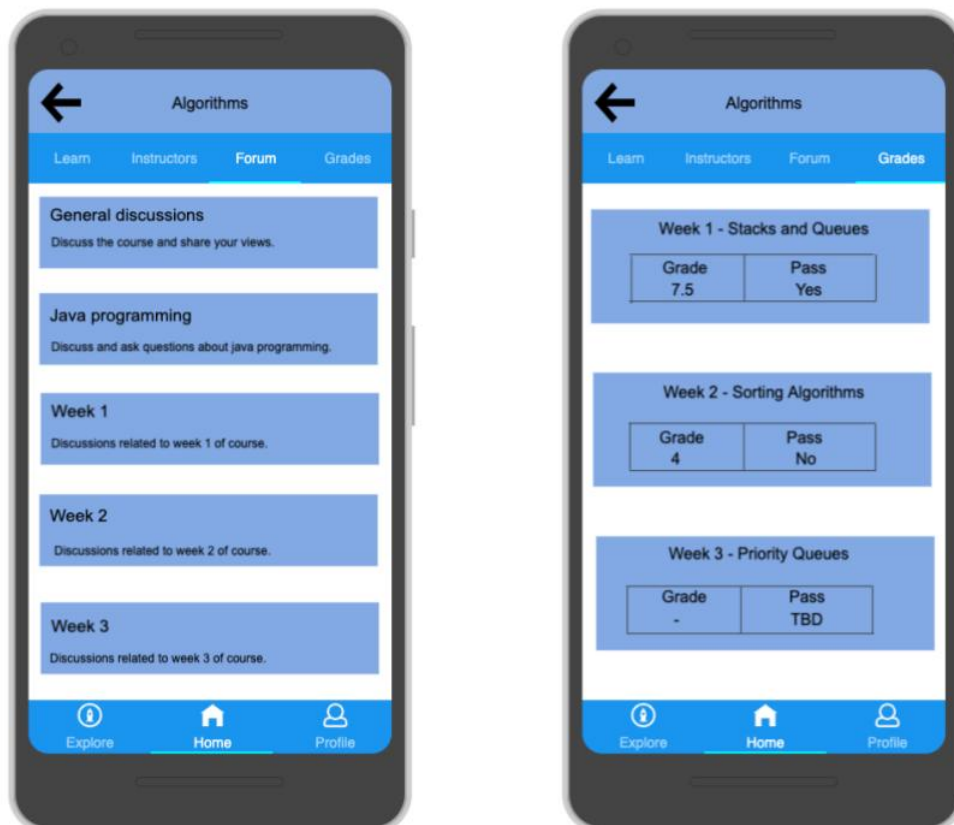 Algorithms
Learn Instructors Forum Grades
General discussions
Discuss the course and share your views.
Java programming
Discuss and ask questions about java programming.
Week 1
Discussions related to week 1 of course.
Week 2
Discussions related to week 2 of course.
Week 3
Discussions related to week 3 of course.
Explore Home Profile
Algorithms
Learn Instructors Forum Grades
Week 1 - Stacks and Queues
Grade Pass
7.5 Yes
Week 2 - Sorting Algorithms
Grade Pass
4 No
Week 3 - Priority Queues
Grade Pass
- TBD
Explore Home Profile